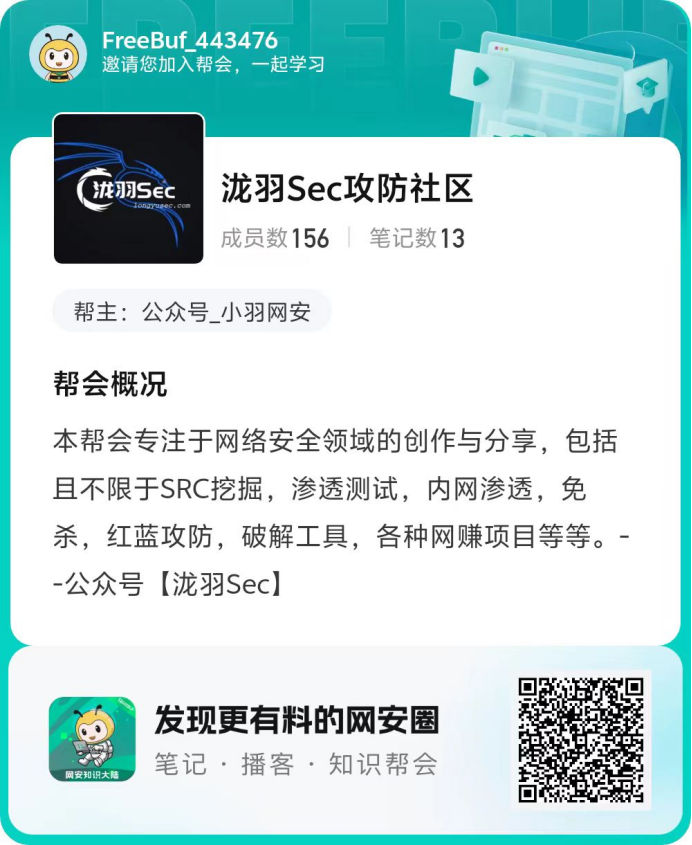 FreeBuf_443476
邀请您加入帮会，一起学习
泷羽Sec
longyusec.com
泷羽Sec攻防社区
成员数156 | 笔记数13
帮主：公众号_小羽网安
帮会概况
本帮会专注于网络安全领域的创作与分享，包括
且不限于SRC挖掘，渗透测试，内网渗透，免
杀，红蓝攻防，破解工具，各种网赚项目等等。-
-公众号【泷羽Sec】
发现更有料的网安圈
笔记 · 播客 · 知识帮会
网安知识大陆